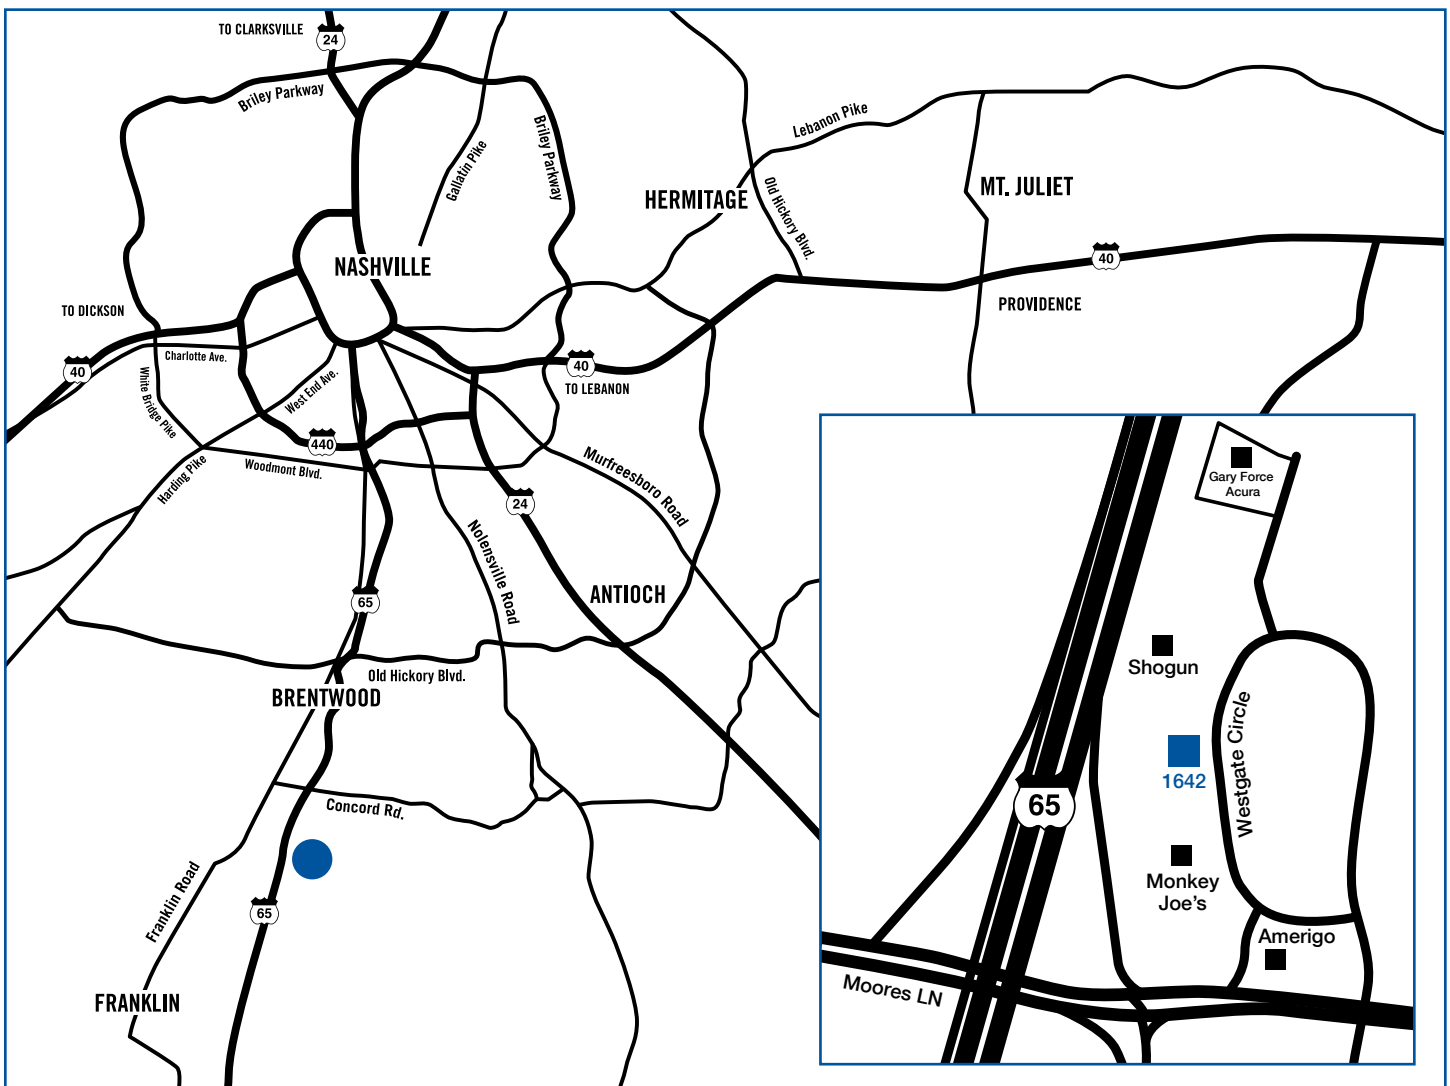 TO CLARKSVILLE
24
Briley Parkway
Gallatin Pike
Briley Parkway
Lebanon Pike
HERMITAGE
Old Hickory Blvd.
MT. JULIET
NASHVILLE
40
PROVIDENCE
TO DICKSON
40
Charlotte Ave.
White Bridge Pike
West End Ave.
40
TO LEBANON
440
Harding Pike
Woodmont Blvd.
Murfreesboro Road
24
Nolensville Road
ANTIOCH
65
Old Hickory Blvd.
BRENTWOOD
Concord Rd.
Franklin Road
65
FRANKLIN
Gary Force
Acura
Shogun
Westgate Circle
1642
65
Monkey
Joe's
Amerigo
Moores LN